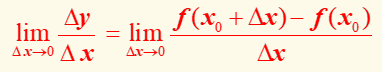 lim Δx→0 Δy/Δx = lim Δx→0 (f(x₀ + Δx) − f(x₀))/Δx